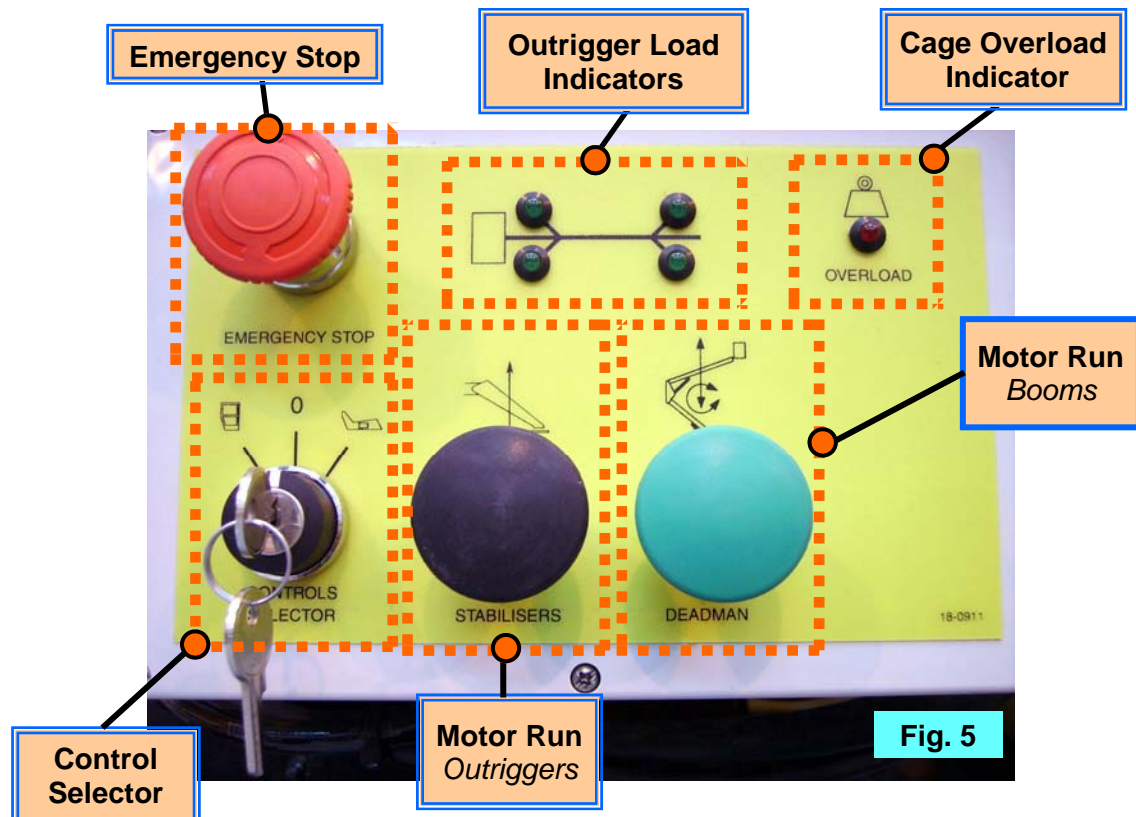 Emergency Stop
Outrigger Load
Indicators
Cage Overload
Indicator
OVERLOAD
EMERGENCY STOP
Motor Run
Booms
0
CONTROLS
STABILISERS
DEADMAN
18-0911
Control
Selector
Motor Run
Outriggers
Fig. 5